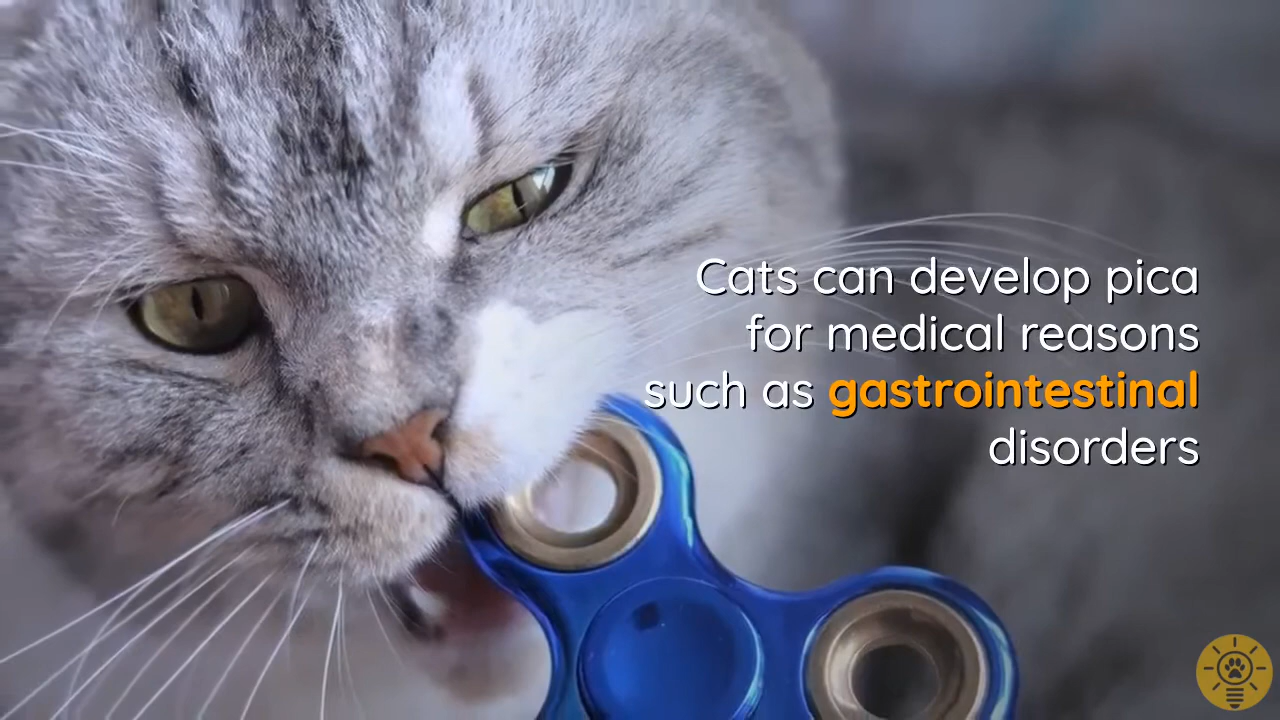 Cats can develop pica
for medical reasons
such as gastrointestinal
disorders